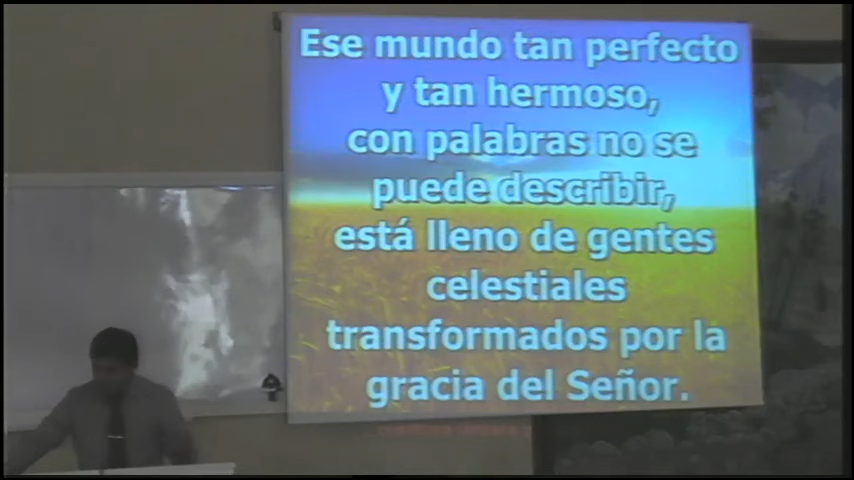 Ese mundo tan perfecto
y tan hermoso,
con palabras no se
puede describir,
está lleno de gentes
celestiales
transformados por la
gracia del Señor.